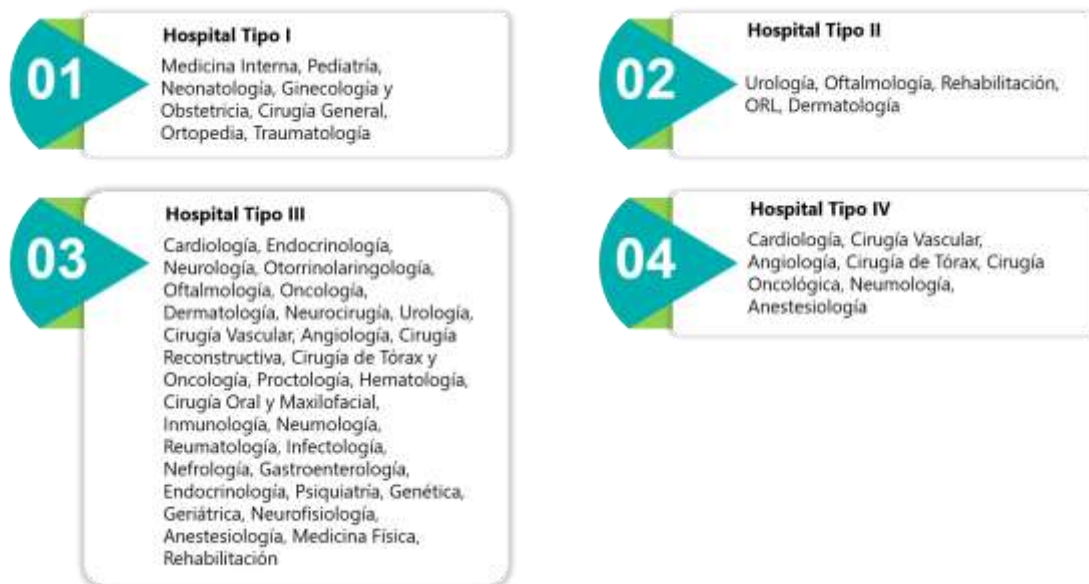 01
Hospital Tipo I
Medicina Interna, Pediatría,
Neonatología, Ginecología y
Obstetricia, Cirugía General,
Ortopedia, Traumatología
02
Hospital Tipo II
Urología, Oftalmología, Rehabilitación,
ORL, Dermatología
03
Hospital Tipo III
Cardiología, Endocrinología,
Neurología, Otorrinolaringología,
Oftalmología, Oncología,
Dermatología, Neurocirugía, Urología,
Cirugía Vascular, Angiología, Cirugía
Reconstructiva, Cirugía de Tórax y
Oncología, Proctología, Hematología,
Cirugía Oral y Maxilofacial,
Inmunología, Neumología,
Reumatología, Infectología,
Nefrología, Gastroenterología,
Endocrinología, Psiquiatría, Genética,
Geriátrica, Neurofisiología,
Anestesiología, Medicina Física,
Rehabilitación
04
Hospital Tipo IV
Cardiología, Cirugía Vascular,
Angiología, Cirugía de Tórax, Cirugía
Oncológica, Neumología,
Anestesiología